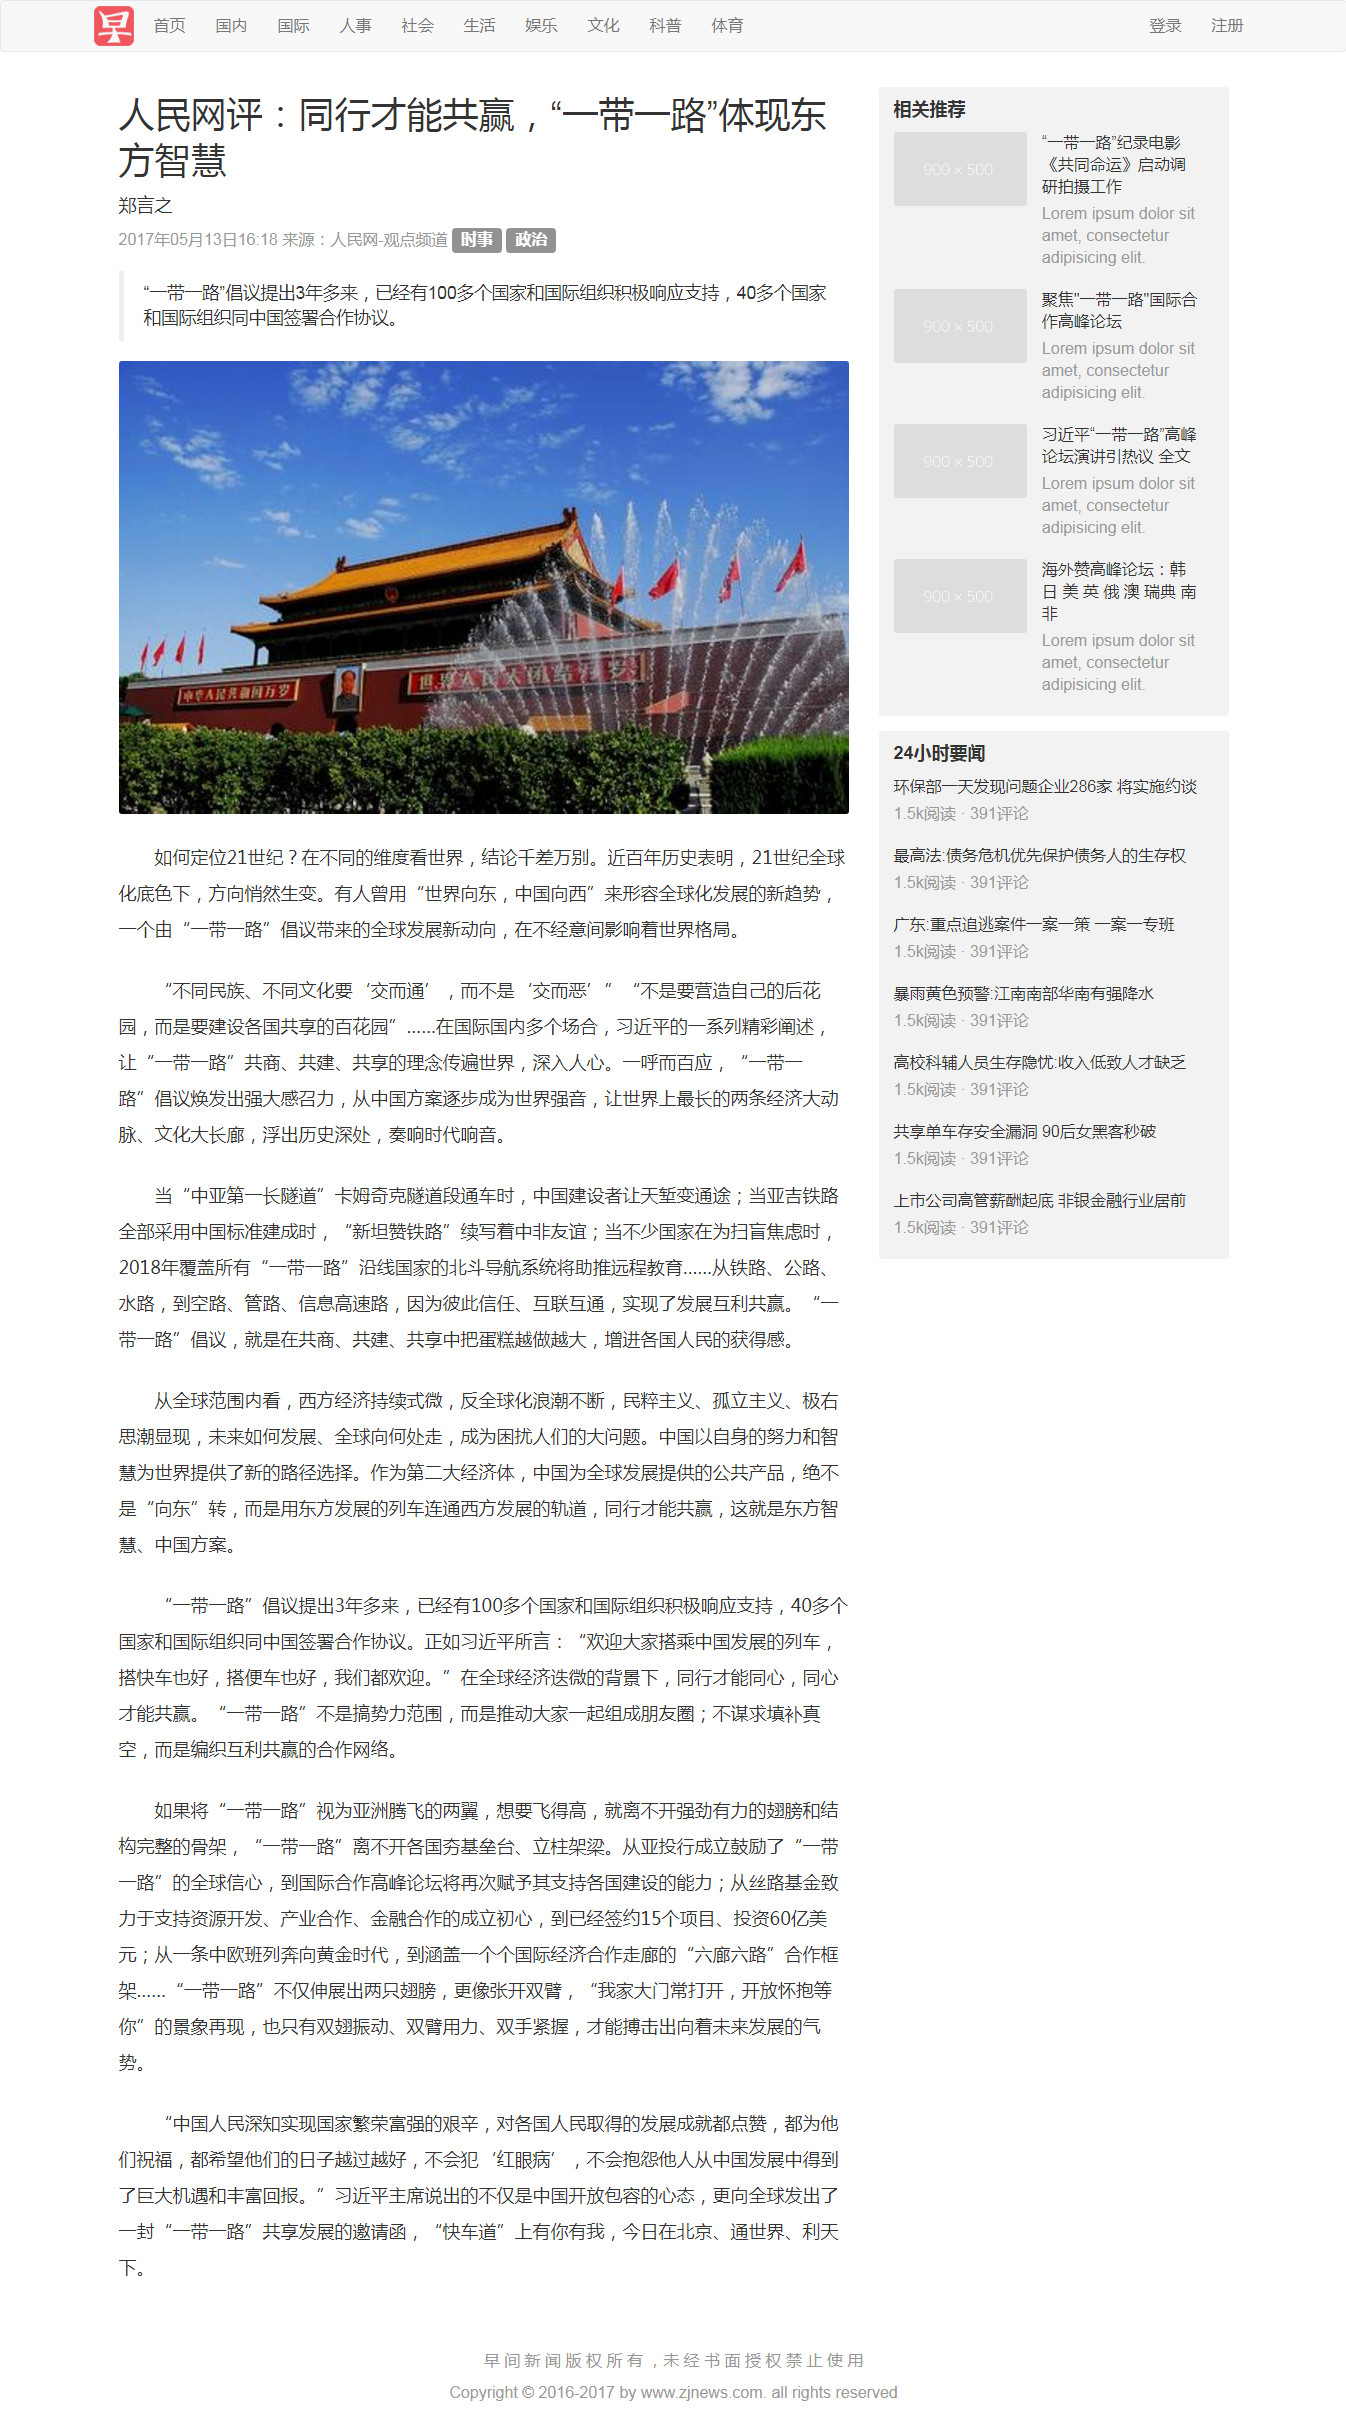 早 首页 国内 国际 人事 社会 生活 娱乐 文化 科普 体育 登录 注册
人民网评：同行才能共赢，“一带一路”体现东
方智慧
郑言之
2017年05月13日16:18 来源：人民网-观点频道 时事 政治
“一带一路”倡议提出3年多来，已经有100多个国家和国际组织积极响应支持，40多个国家
和国际组织同中国签署合作协议。
中华人民共和国万岁
世界人民大团结万岁
如何定位21世纪？在不同的维度看世界，结论千差万别。近百年历史表明，21世纪全球
化底色下，方向悄然生变。有人曾用“世界向东，中国向西”来形容全球化发展的新趋势，
一个由“一带一路”倡议带来的全球发展新动向，在不经意间影响着世界格局。
“不同民族、不同文化要‘交而通’，而不是‘交而恶’”“不是要营造自己的后花
园，而是要建设各国共享的百花园”……在国际国内多个场合，习近平的一系列精彩阐述，
让“一带一路”共商、共建、共享的理念传遍世界，深入人心。一呼而百应，“一带一
路”倡议焕发出强大感召力，从中国方案逐步成为世界强音，让世界上最长的两条经济大动
脉、文化大长廊，浮出历史深处，奏响时代响音。
当“中亚第一长隧道”卡姆奇克隧道段通车时，中国建设者让天堑变通途；当亚吉铁路
全部采用中国标准建成时，“新坦赞铁路”续写着中非友谊；当不少国家在为扫盲焦虑时，
2018年覆盖所有“一带一路”沿线国家的北斗导航系统将助推远程教育……从铁路、公路、
水路，到空路、管路、信息高速路，因为彼此信任、互联互通，实现了发展互利共赢。“一
带一路”倡议，就是在共商、共建、共享中把蛋糕越做越大，增进各国人民的获得感。
从全球范围内看，西方经济持续式微，反全球化浪潮不断，民粹主义、孤立主义、极右
思潮显现，未来如何发展、全球向何处走，成为困扰人们的大问题。中国以自身的努力和智
慧为世界提供了新的路径选择。作为第二大经济体，中国为全球发展提供的公共产品，绝不
是“向东”转，而是用东方发展的列车连通西方发展的轨道，同行才能共赢，这就是东方智
慧、中国方案。
“一带一路”倡议提出3年多来，已经有100多个国家和国际组织积极响应支持，40多个
国家和国际组织同中国签署合作协议。正如习近平所言：“欢迎大家搭乘中国发展的列车，
搭快车也好，搭便车也好，我们都欢迎。”在全球经济迭微的背景下，同行才能同心，同心
才能共赢。“一带一路”不是搞势力范围，而是推动大家一起组成朋友圈；不谋求填补真
空，而是编织互利共赢的合作网络。
如果将“一带一路”视为亚洲腾飞的两翼，想要飞得高，就离不开强劲有力的翅膀和结
构完整的骨架，“一带一路”离不开各国夯基垒台、立柱架梁。从亚投行成立鼓励了“一带
一路”的全球信心，到国际合作高峰论坛将再次赋予其支持各国建设的能力；从丝路基金致
力于支持资源开发、产业合作、金融合作的成立初心，到已经签约15个项目、投资60亿美
元；从一条中欧班列奔向黄金时代，到涵盖一个个国际经济合作走廊的“六廊六路”合作框
架……“一带一路”不仅伸展出两只翅膀，更像张开双臂，“我家大门常打开，开放怀抱等
你”的景象再现，也只有双翅振动、双臂用力、双手紧握，才能搏击出向着未来发展的气
势。
“中国人民深知实现国家繁荣富强的艰辛，对各国人民取得的发展成就都点赞，都为他
们祝福，都希望他们的日子越过越好，不会犯‘红眼病’，不会抱怨他人从中国发展中得到
了巨大机遇和丰富回报。”习近平主席说出的不仅是中国开放包容的心态，更向全球发出了
一封“一带一路”共享发展的邀请函，“快车道”上有你有我，今日在北京、通世界、利天
下。
相关推荐
900 × 500
“一带一路”纪录电影
《共同命运》启动调
研拍摄工作
Lorem ipsum dolor sit
amet, consectetur
adipisicing elit.
900 × 500
聚焦"一带一路"国际合
作高峰论坛
Lorem ipsum dolor sit
amet, consectetur
adipisicing elit.
900 × 500
习近平“一带一路”高峰
论坛演讲引热议 全文
Lorem ipsum dolor sit
amet, consectetur
adipisicing elit.
900 × 500
海外赞高峰论坛：韩
日 美 英 俄 澳 瑞典 南
非
Lorem ipsum dolor sit
amet, consectetur
adipisicing elit.
24小时要闻
环保部一天发现问题企业286家 将实施约谈
1.5k阅读 · 391评论
最高法:债务危机优先保护债务人的生存权
1.5k阅读 · 391评论
广东:重点追逃案件一案一策 一案一专班
1.5k阅读 · 391评论
暴雨黄色预警:江南南部华南有强降水
1.5k阅读 · 391评论
高校科辅人员生存隐忧:收入低致人才缺乏
1.5k阅读 · 391评论
共享单车存安全漏洞 90后女黑客秒破
1.5k阅读 · 391评论
上市公司高管薪酬起底 非银金融行业居前
1.5k阅读 · 391评论
早间新闻版权所有，未经书面授权禁止使用
Copyright © 2016-2017 by www.zjnews.com. all rights reserved